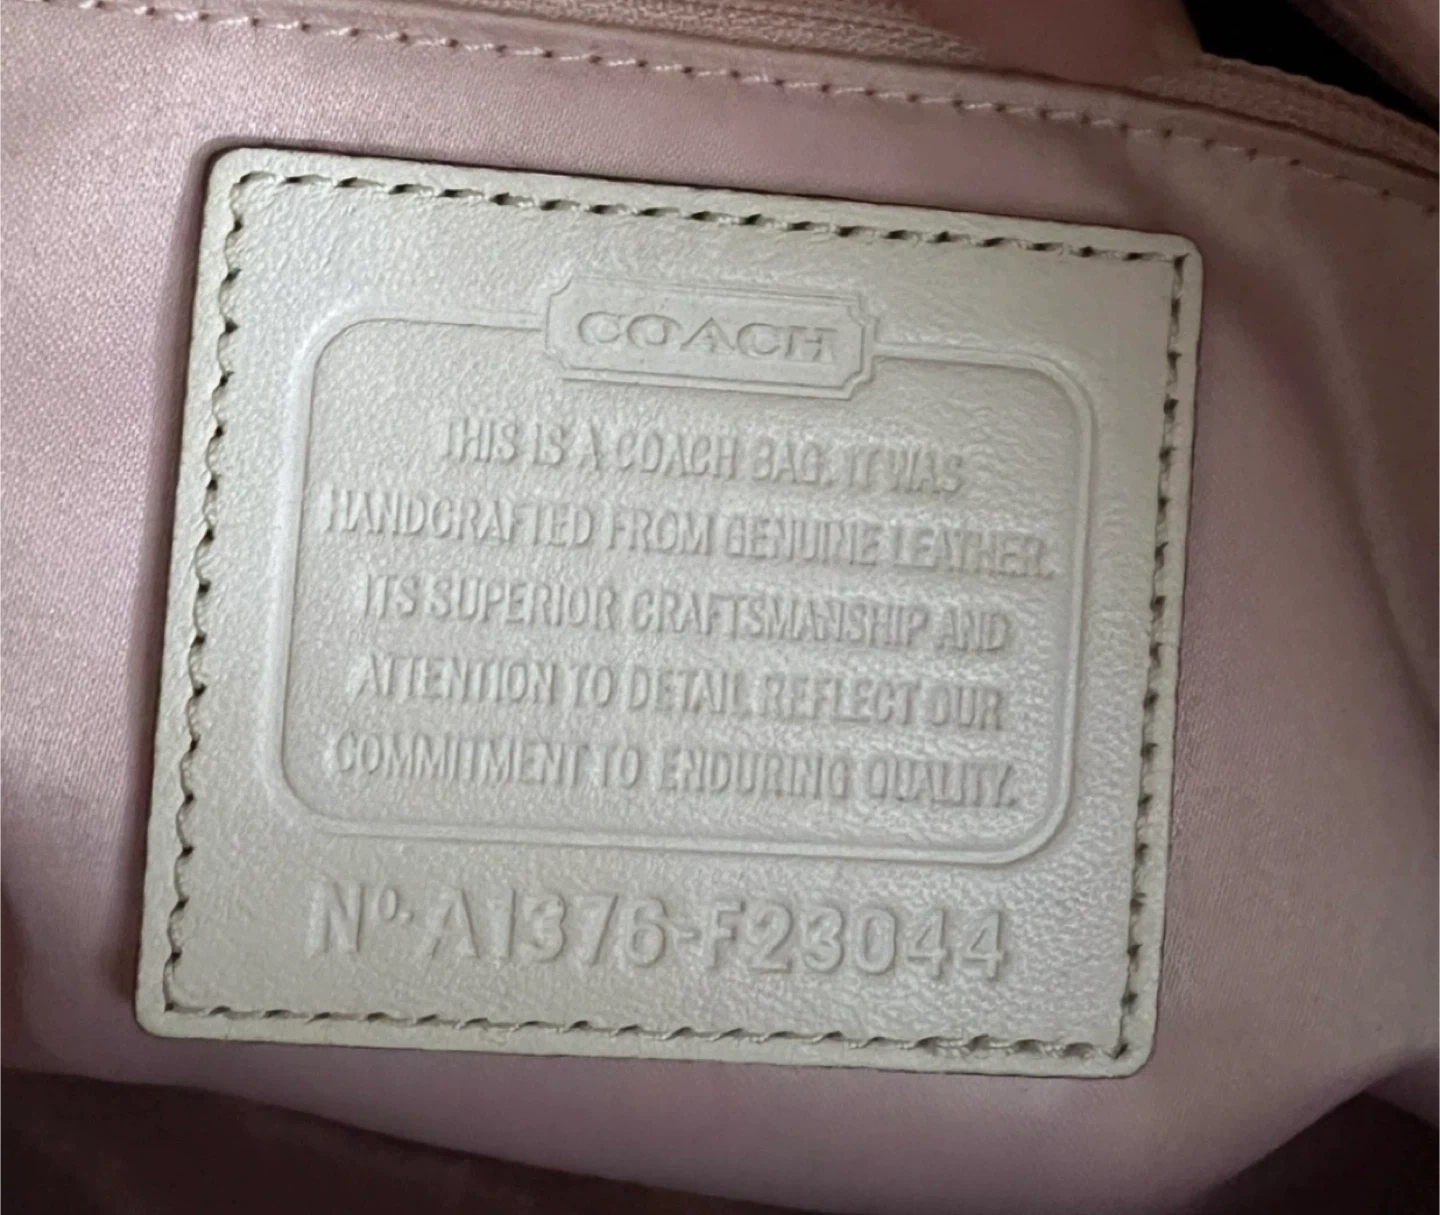 COACH
THIS IS A COACH BAG. IT WAS
HANDCRAFTED FROM GENUINE LEATHER.
ITS SUPERIOR CRAFTSMANSHIP AND
ATTENTION TO DETAIL REFLECT OUR
COMMITMENT TO ENDURING QUALITY.
Nº. A1376-F23044